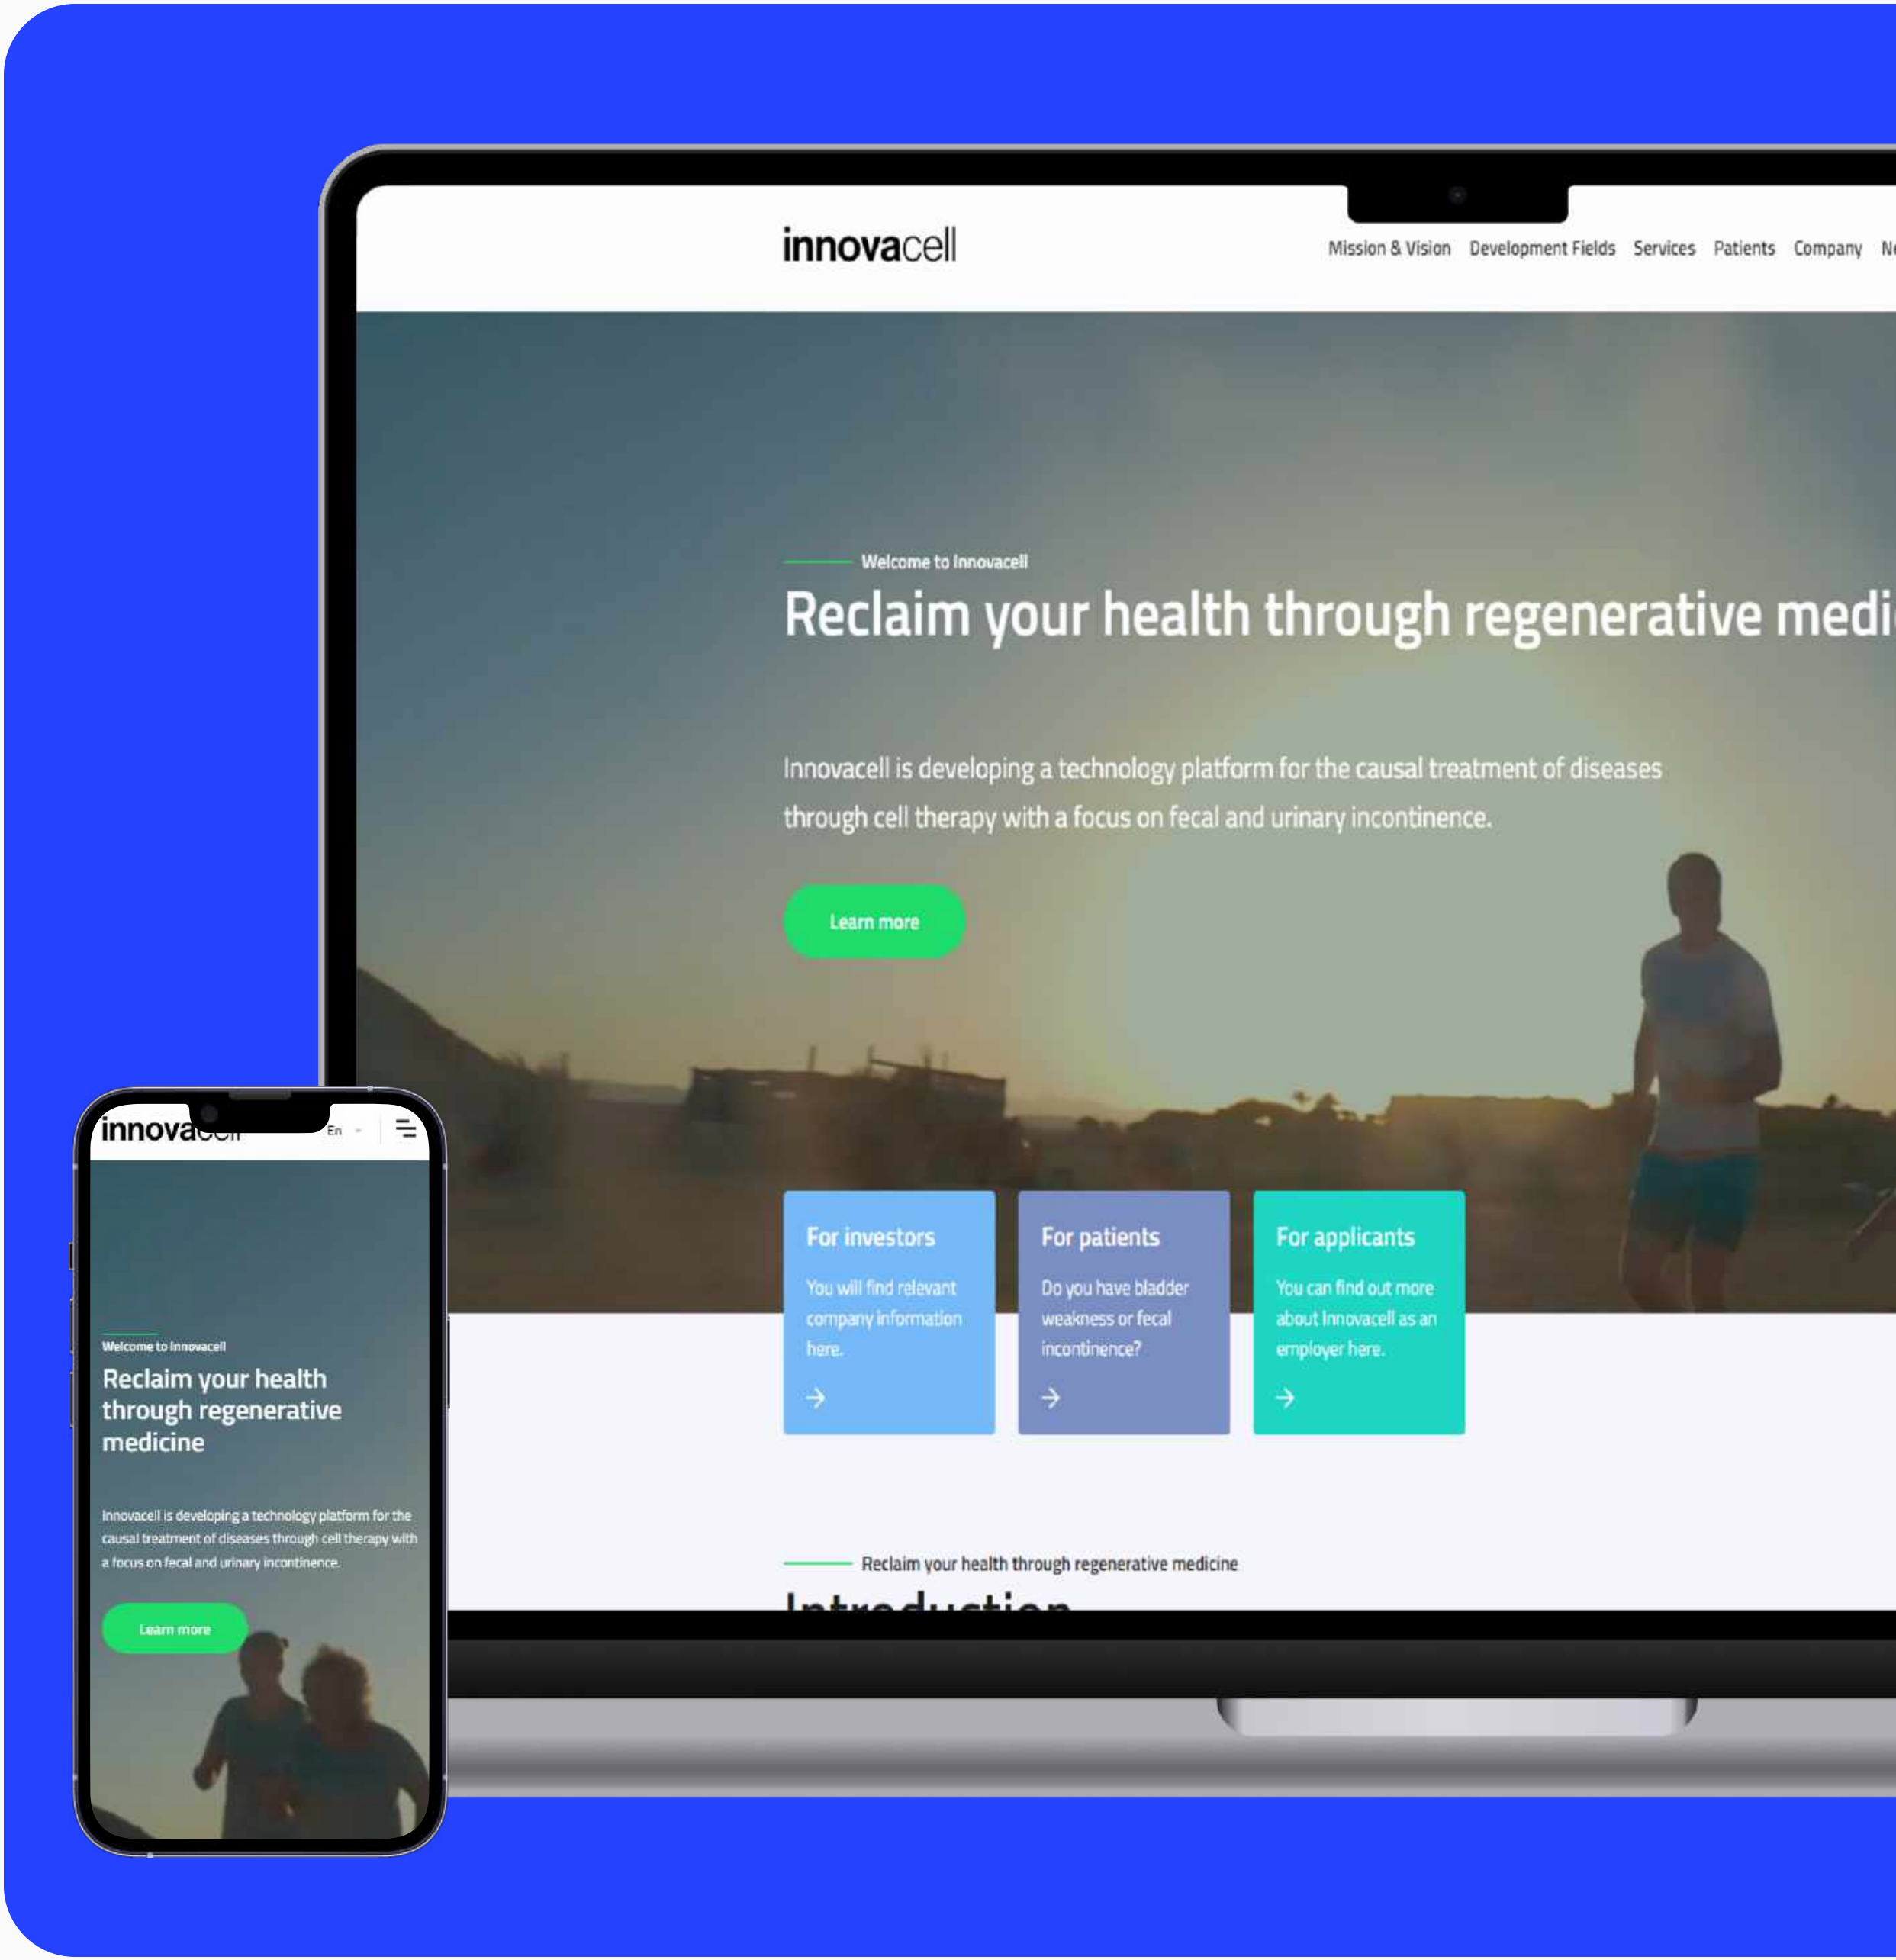 innovacell
Mission & Vision Development Fields Services Patients Company
Welcome to Innovacell
Reclaim your health through regenerative
Innovacell is developing a technology platform for the causal treatment of diseases
through cell therapy with a focus on fecal and urinary incontinence.
Learn more
For investors
You will find relevant
company information
here.
For patients
Do you have bladder
weakness or fecal
incontinence?
For applicants
You can find out more
about Innovacell as an
employer here.
Reclaim your health through regenerative medicine
Introduction
innovacell
En
Welcome to Innovacell
Reclaim your health
through regenerative
medicine
Innovacell is developing a technology platform for the
causal treatment of diseases through cell therapy with
a focus on fecal and urinary incontinence.
Learn more